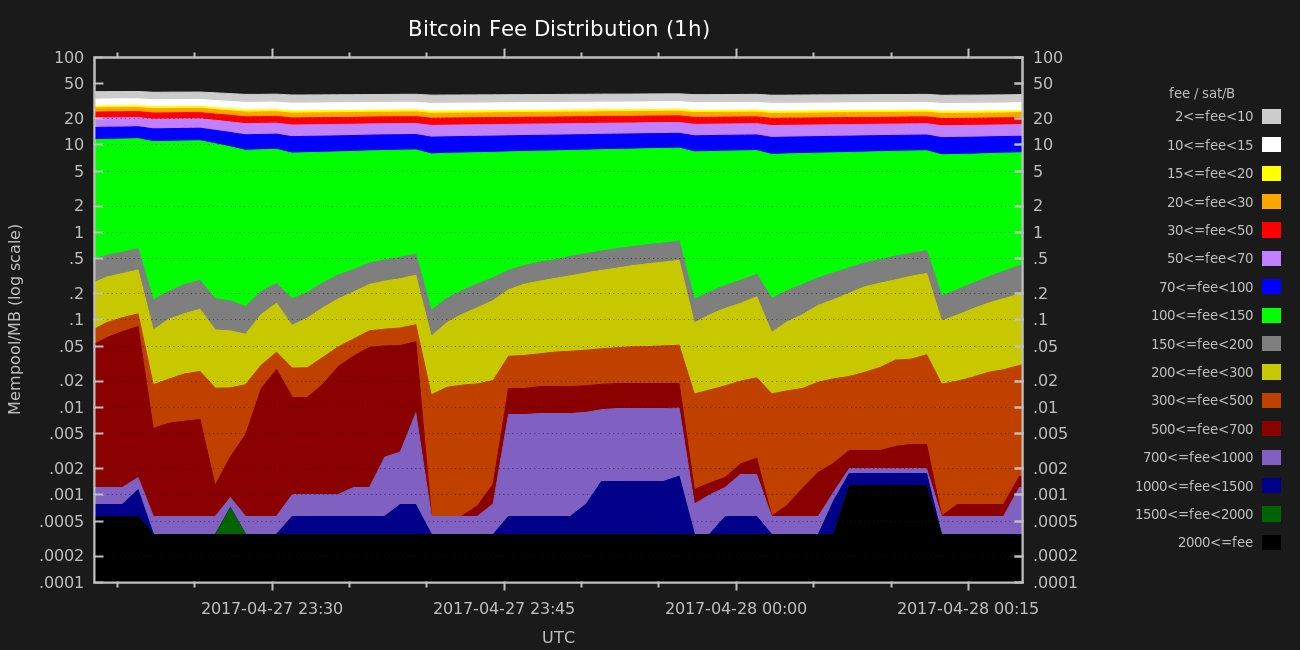 Bitcoin Fee Distribution (1h)
100 100
50 50
20 20
10 10
5 5
2 2
1 1
.5 .5
.2 .2
.1 .1
.05 .05
.02 .02
.01 .01
.005 .005
.002 .002
.001 .001
.0005 .0005
.0002 .0002
.0001 .0001
Mempool/MB (log scale)
2017-04-27 23:30 2017-04-27 23:45 2017-04-28 00:00 2017-04-28 00:15
UTC
fee / sat/B
2<=fee<10
10<=fee<15
15<=fee<20
20<=fee<30
30<=fee<50
50<=fee<70
70<=fee<100
100<=fee<150
150<=fee<200
200<=fee<300
300<=fee<500
500<=fee<700
700<=fee<1000
1000<=fee<1500
1500<=fee<2000
2000<=fee